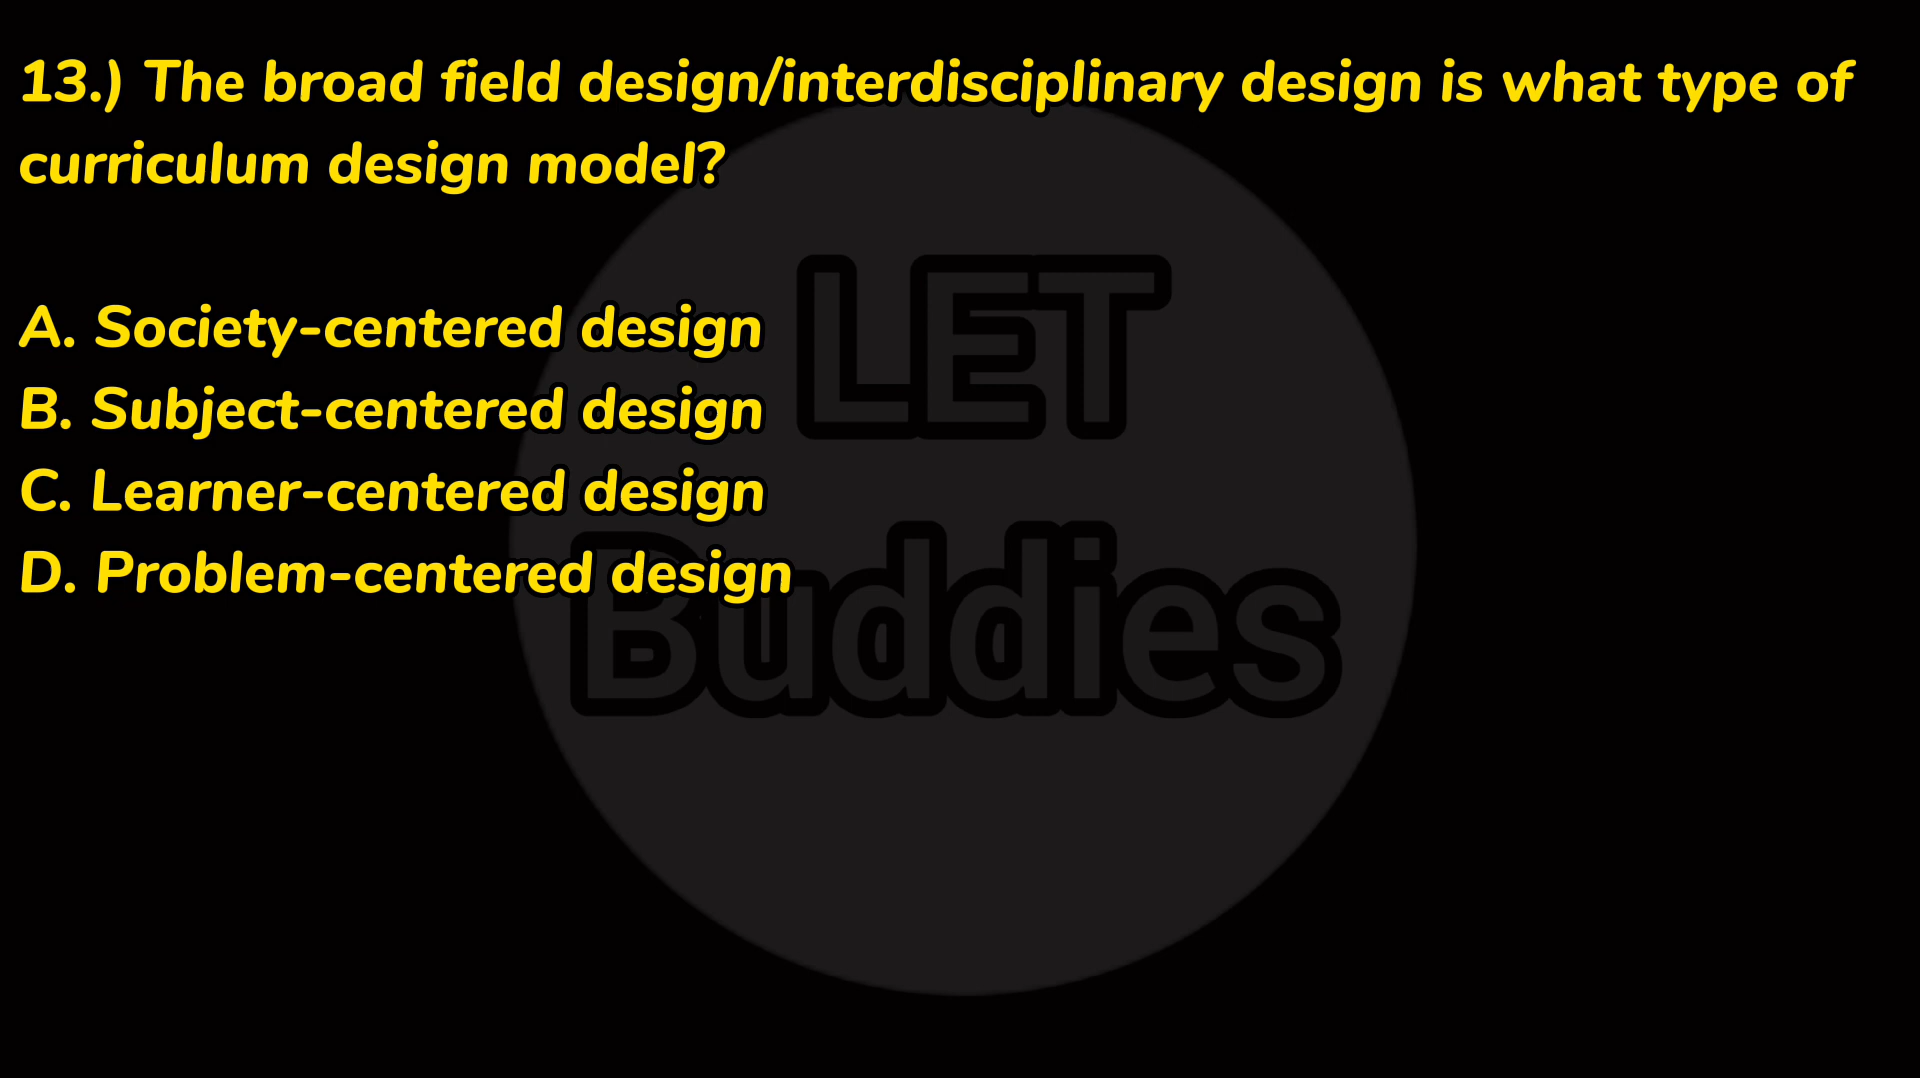 13.) The broad field design/interdisciplinary design is what type of
curriculum design model?
A. Society-centered design
B. Subject-centered design
C. Learner-centered design
D. Problem-centered design
LET
Buddies